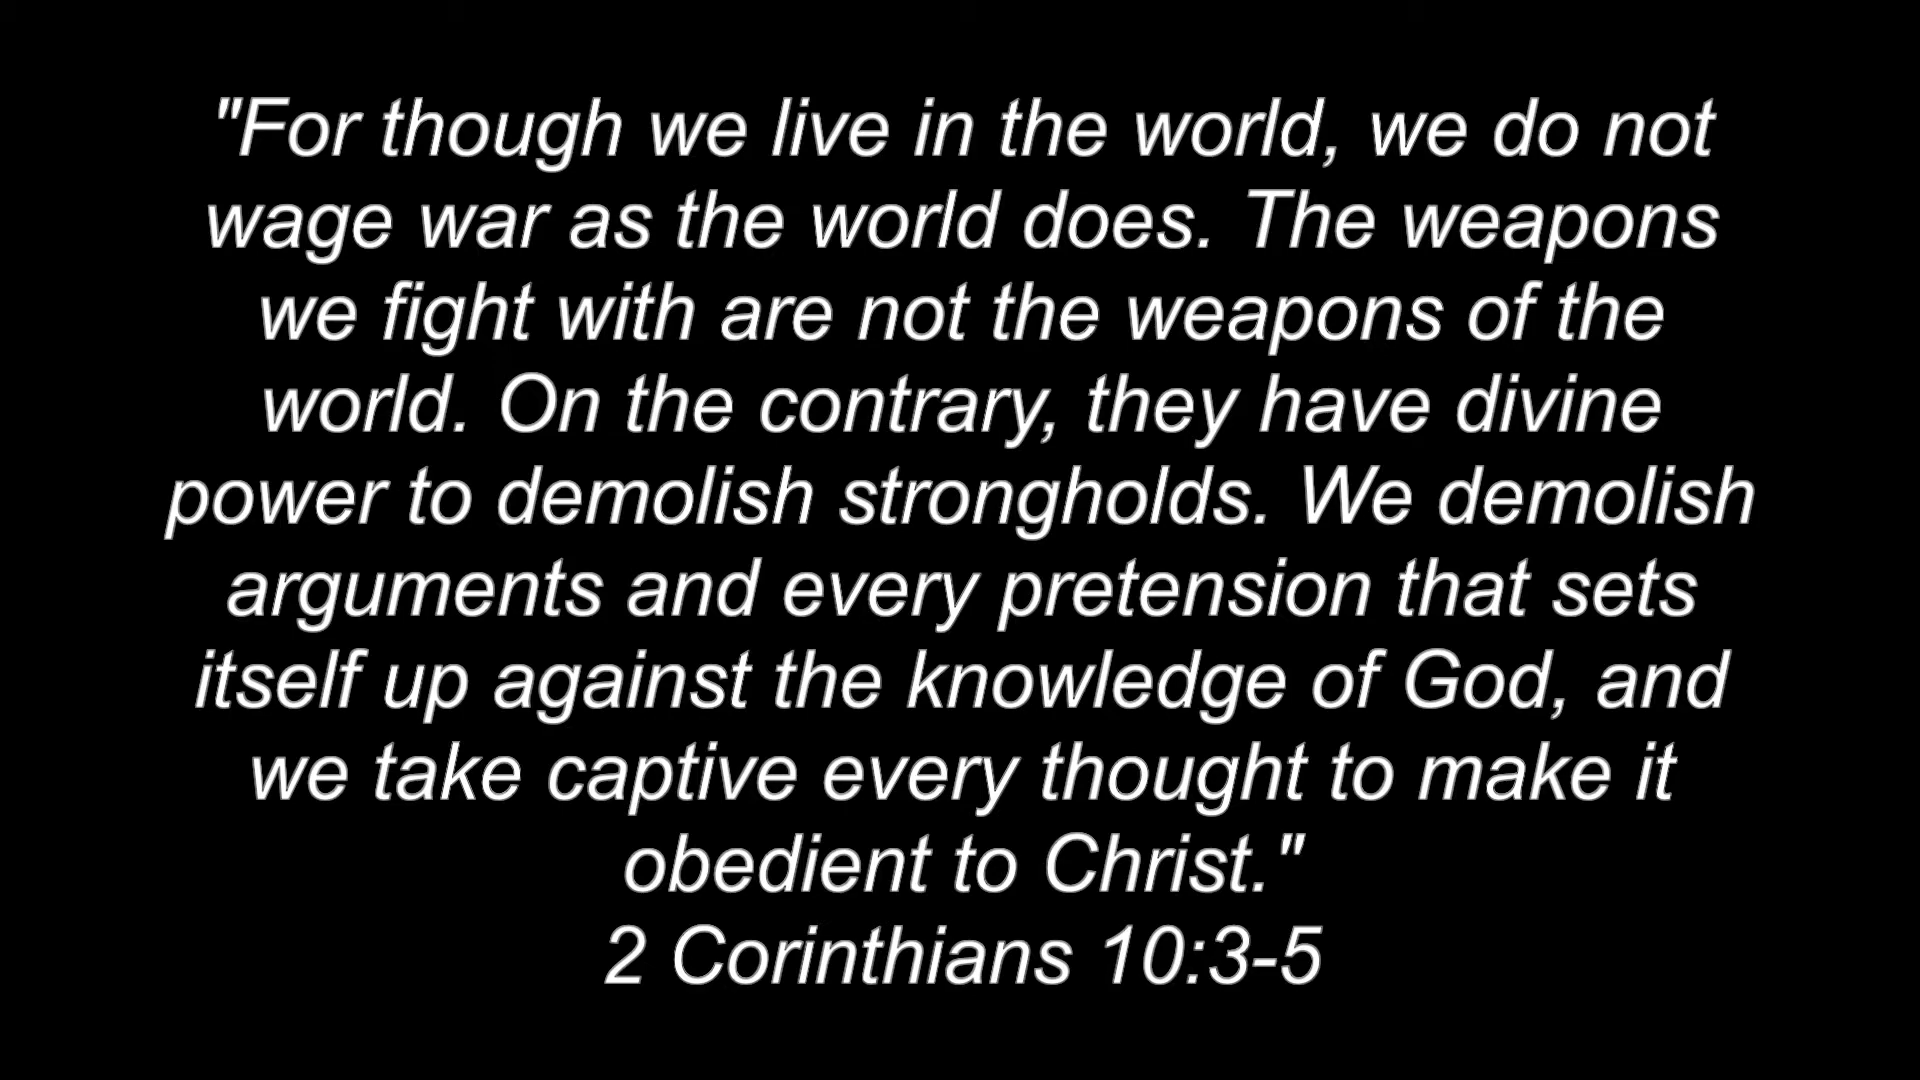 "For though we live in the world, we do not
wage war as the world does. The weapons
we fight with are not the weapons of the
world. On the contrary, they have divine
power to demolish strongholds. We demolish
arguments and every pretension that sets
itself up against the knowledge of God, and
we take captive every thought to make it
obedient to Christ."
2 Corinthians 10:3-5